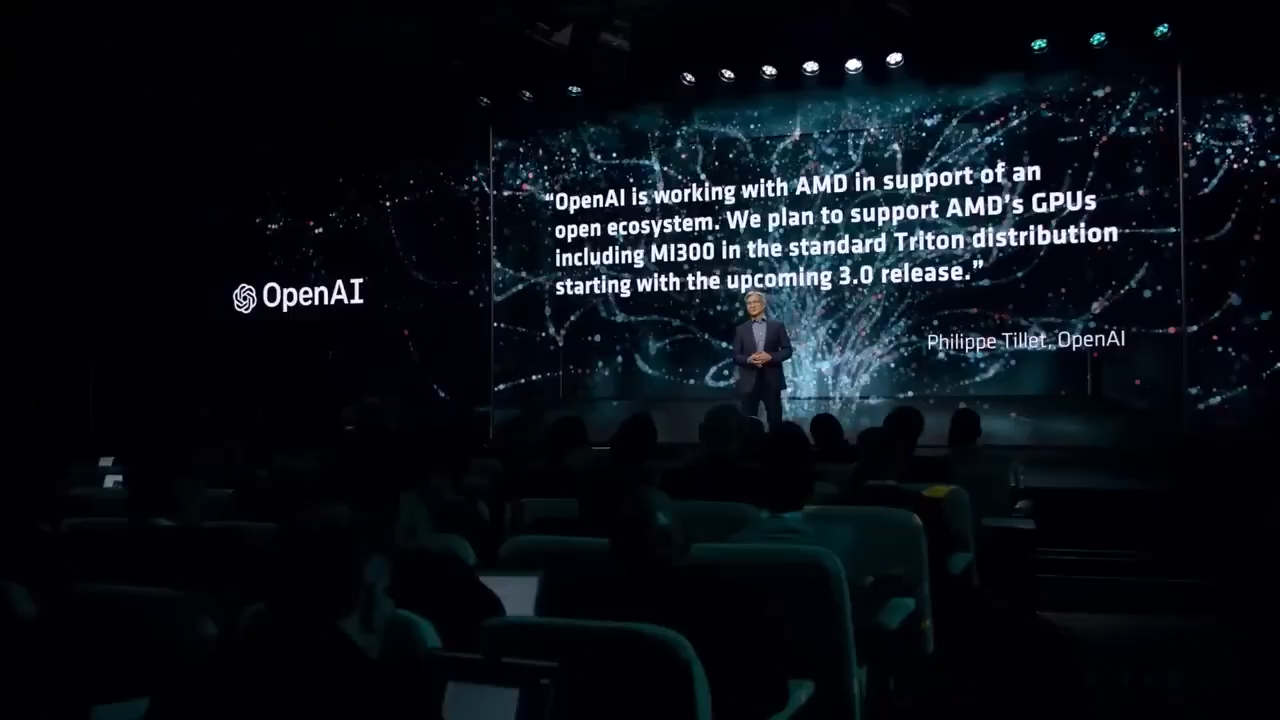 OpenAI
“OpenAI is working with AMD in support of an
open ecosystem. We plan to support AMD’s GPUs
including MI300 in the standard Triton distribution
starting with the upcoming 3.0 release.”
Philippe Tillet, OpenAI